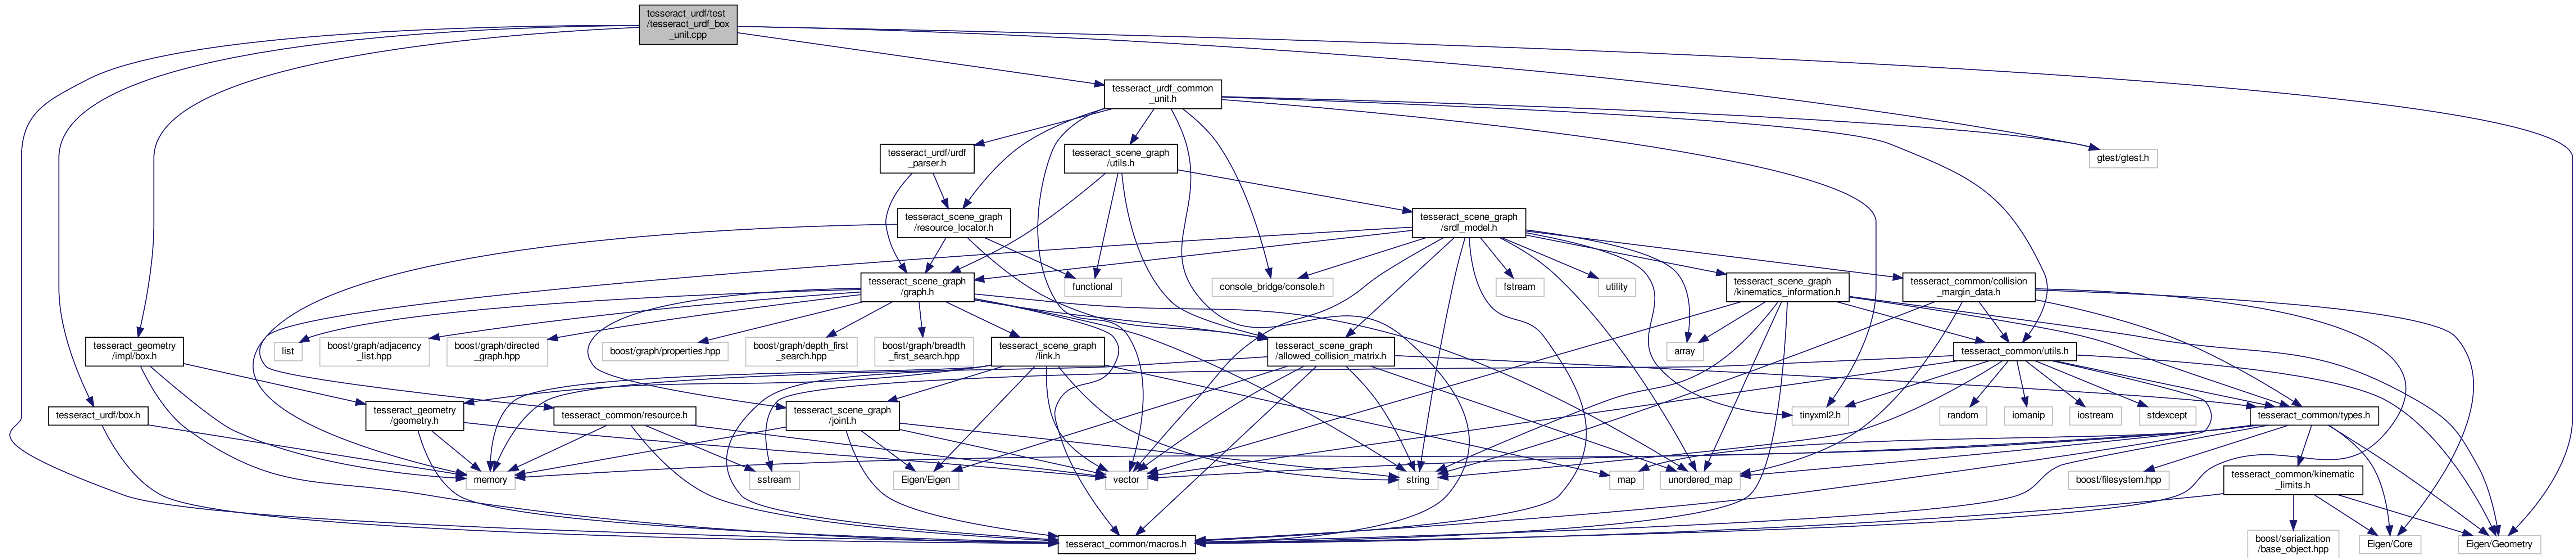 tesseract_urdf/test
/tesseract_urdf_box
_unit.cpp
tesseract_urdf_common
_unit.h
tesseract_urdf/urdf
_parser.h
tesseract_scene_graph
/utils.h
gtest/gtest.h
tesseract_scene_graph
/resource_locator.h
tesseract_scene_graph
/srdf_model.h
tesseract_scene_graph
/graph.h
functional
console_bridge/console.h
fstream
utility
tesseract_scene_graph
/kinematics_information.h
tesseract_common/collision
_margin_data.h
tesseract_geometry
/impl/box.h
list
boost/graph/adjacency
_list.hpp
boost/graph/directed
_graph.hpp
boost/graph/properties.hpp
boost/graph/depth_first
_search.hpp
boost/graph/breadth
_first_search.hpp
tesseract_scene_graph
/link.h
tesseract_scene_graph
/allowed_collision_matrix.h
array
tesseract_common/utils.h
tesseract_urdf/box.h
tesseract_geometry
/geometry.h
tesseract_common/resource.h
tesseract_scene_graph
/joint.h
tinyxml2.h
random
iomanip
iostream
stdexcept
tesseract_common/types.h
memory
sstream
Eigen/Eigen
vector
string
map
unordered_map
boost/filesystem.hpp
tesseract_common/kinematic
_limits.h
tesseract_common/macros.h
boost/serialization
/base_object.hpp
Eigen/Core
Eigen/Geometry